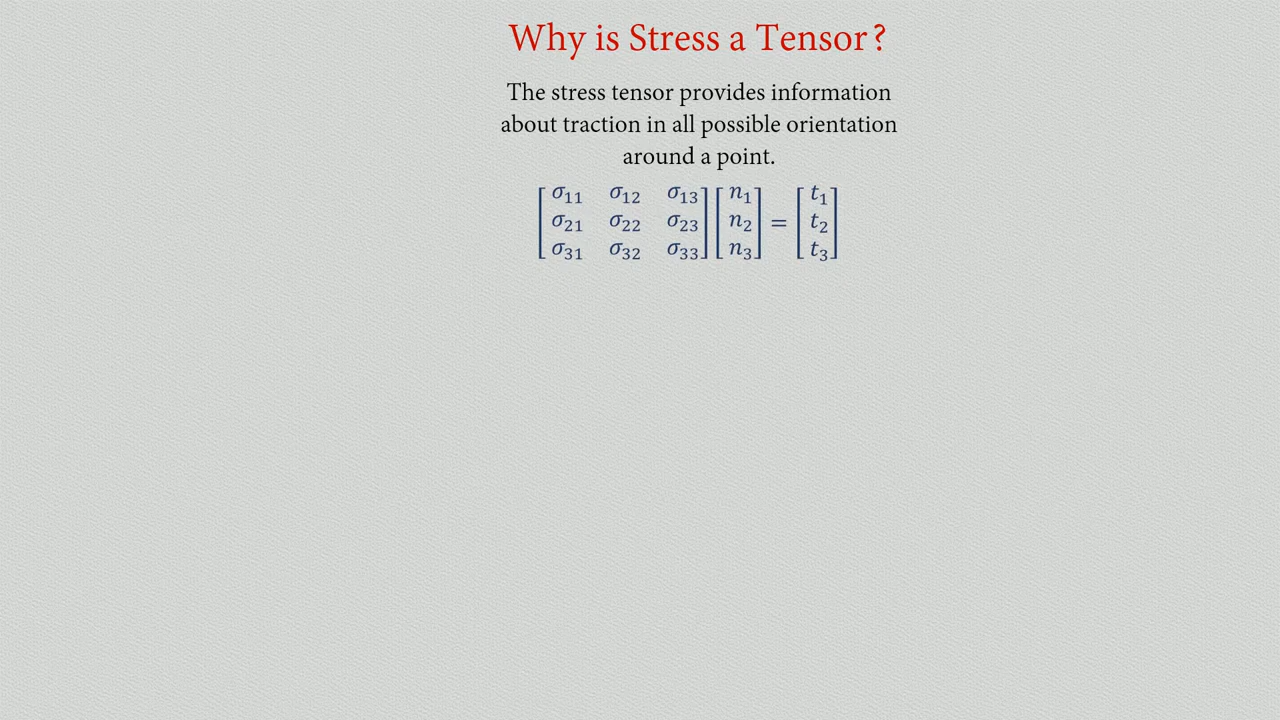 Why is Stress a Tensor?
The stress tensor provides information
about traction in all possible orientation
around a point.
[σ₁₁ σ₁₂ σ₁₃] [n₁] [t₁]
[σ₂₁ σ₂₂ σ₂₃] [n₂] = [t₂]
[σ₃₁ σ₃₂ σ₃₃] [n₃] [t₃]